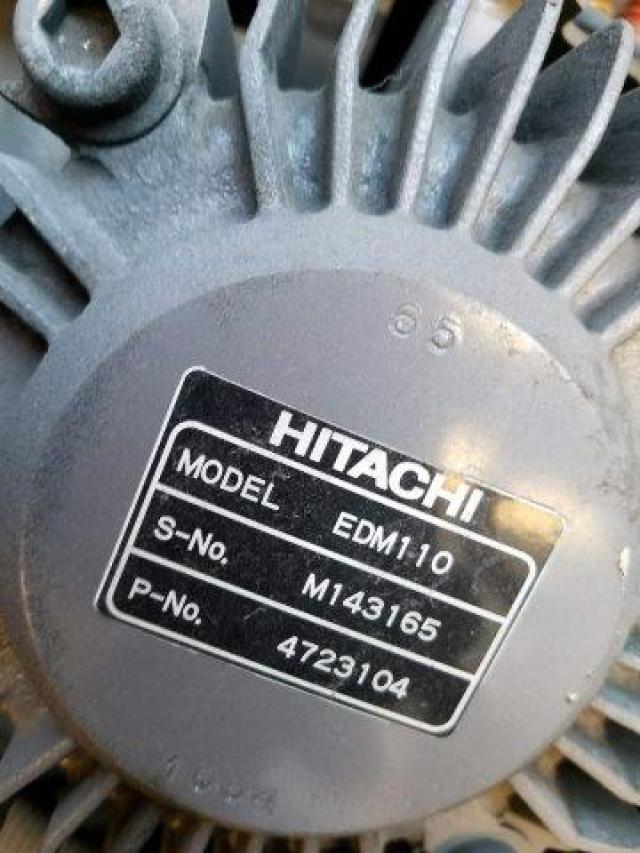 65
HITACHI
MODEL EDM110
S-No. M143165
P-No. 4723104